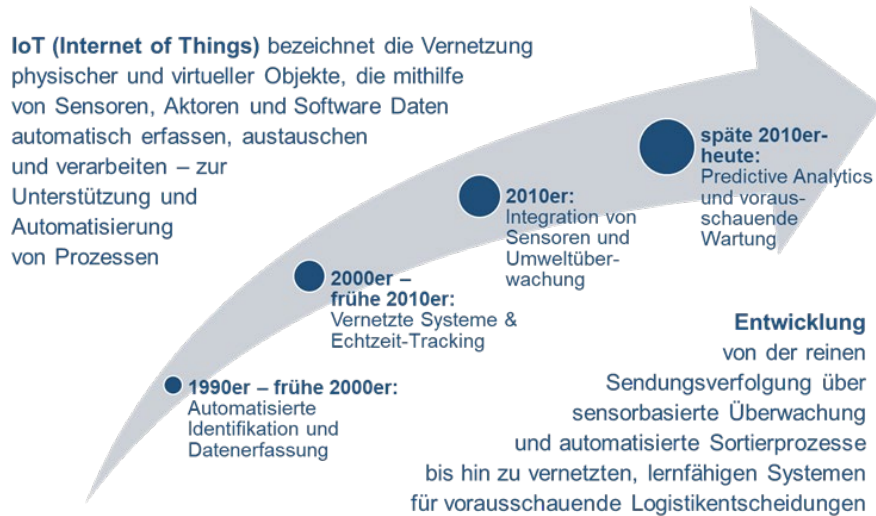 IoT (Internet of Things) bezeichnet die Vernetzung
physischer und virtueller Objekte, die mithilfe
von Sensoren, Aktoren und Software Daten
automatisch erfassen, austauschen
und verarbeiten – zur
Unterstützung und
Automatisierung
von Prozessen
1990er – frühe 2000er:
Automatisierte
Identifikation und
Datenerfassung
2000er –
frühe 2010er:
Vernetzte Systeme &
Echtzeit-Tracking
2010er:
Integration von
Sensoren und
Umweltüber-
wachung
späte 2010er-
heute:
Predictive Analytics
und voraus-
schauende
Wartung
Entwicklung
von der reinen
Sendungsverfolgung über
sensorbasierte Überwachung
und automatisierte Sortierprozesse
bis hin zu vernetzten, lernfähigen Systemen
für vorausschauende Logistikentscheidungen